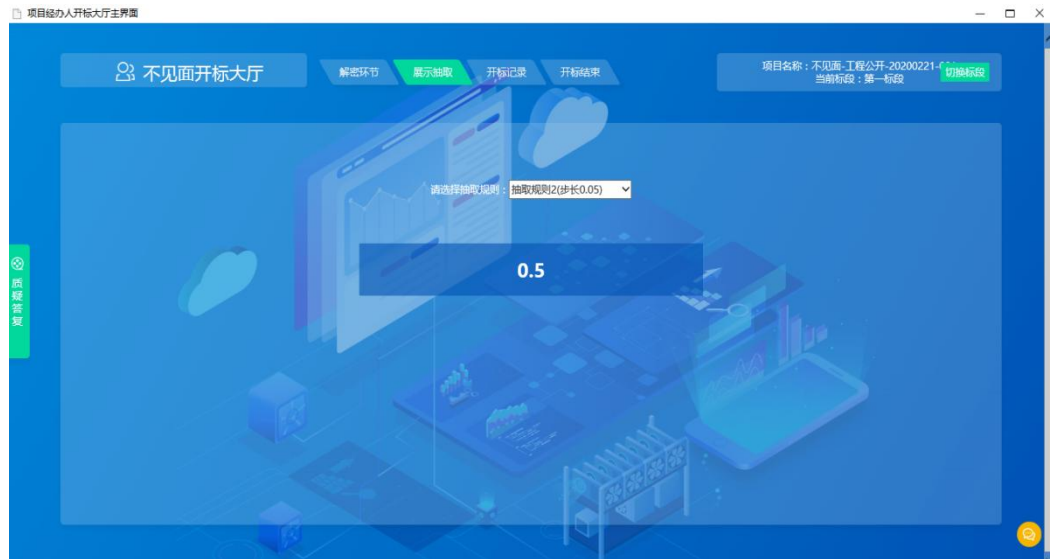 项目经办人开标大厅主界面
不见面开标大厅
解密环节
展示抽取
开标记录
开标结束
项目名称：不见面-工程公开-20200221-
当前标段：第一标段
切换标段
请选择抽取规则：
抽取规则2(步长0.05)
0.5
质疑答复